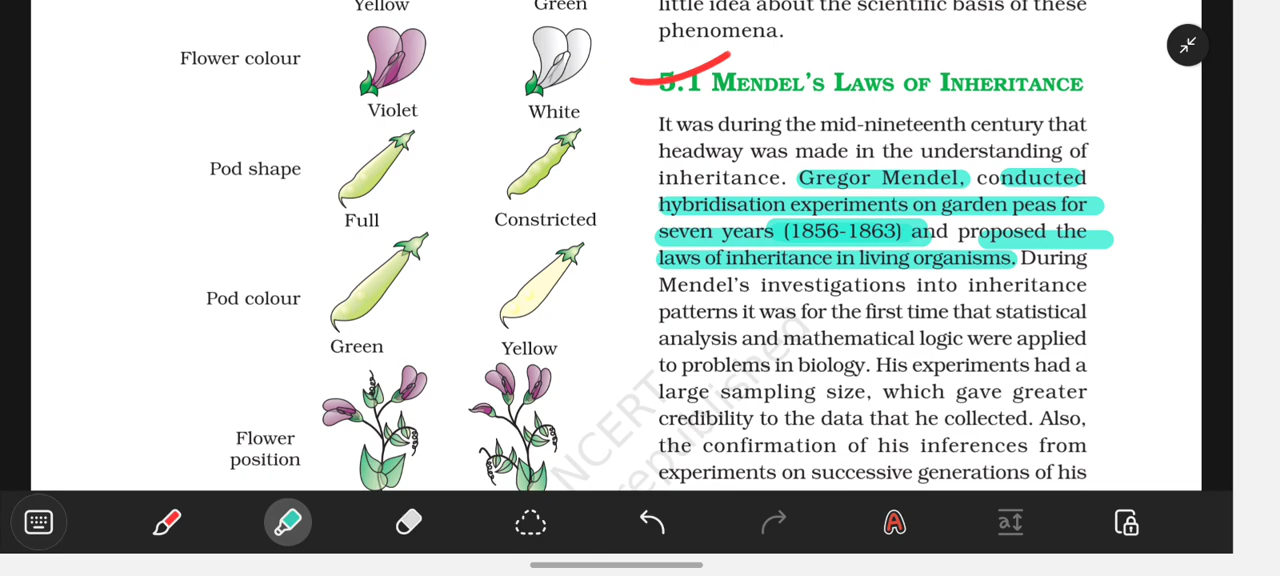 Yellow
Green
Flower colour
Violet
White
Pod shape
Full
Constricted
Pod colour
Green
Yellow
Flower
position
little idea about the scientific basis of these
phenomena.
5.1 MENDEL'S LAWS OF INHERITANCE
It was during the mid-nineteenth century that
headway was made in the understanding of
inheritance. Gregor Mendel, conducted
hybridisation experiments on garden peas for
seven years (1856-1863) and proposed the
laws of inheritance in living organisms. During
Mendel's investigations into inheritance
patterns it was for the first time that statistical
analysis and mathematical logic were applied
to problems in biology. His experiments had a
large sampling size, which gave greater
credibility to the data that he collected. Also,
the confirmation of his inferences from
experiments on successive generations of his
NCERT
republished
A
a